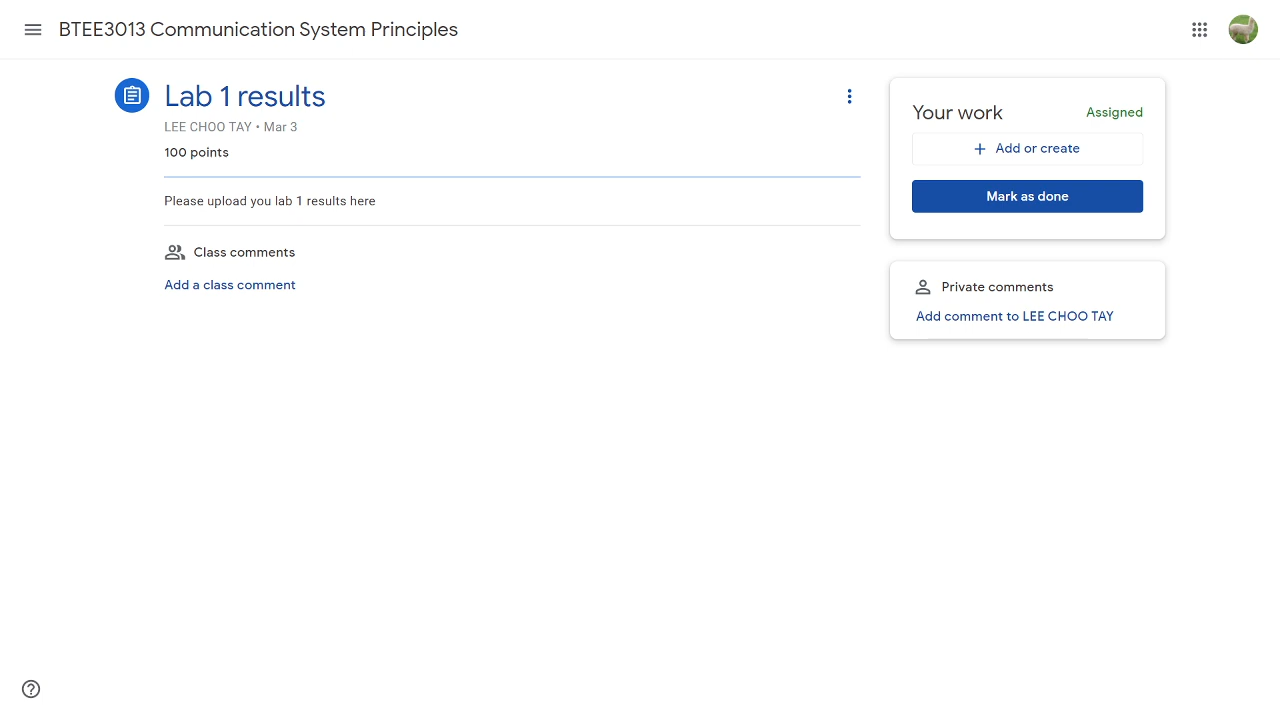 BTEE3013 Communication System Principles
Lab 1 results
LEE CHOO TAY • Mar 3
100 points
Please upload you lab 1 results here
Class comments
Add a class comment
Your work
Assigned
Add or create
Mark as done
Private comments
Add comment to LEE CHOO TAY